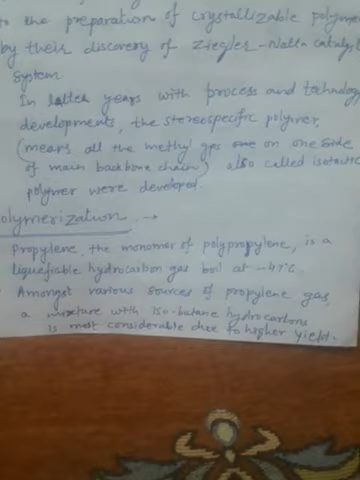 to the preparation of crystallizable polyme
by their discovery of Ziegler-Natta catalyst
System
In latter years with process and technology
developments, the stereospecific polymer,
(means all the methyl gps one on one side
of main backbone chain) also called isotactic
polymer were developed
olymerization →
Propylene, the monomer of polypropylene, is a
liquefiable hydrocarbon gas boil at -47°C.
Amongst various sources of propylene gas,
a mixture with iso-butane hydrocarbons
is most considerable due to higher yield.